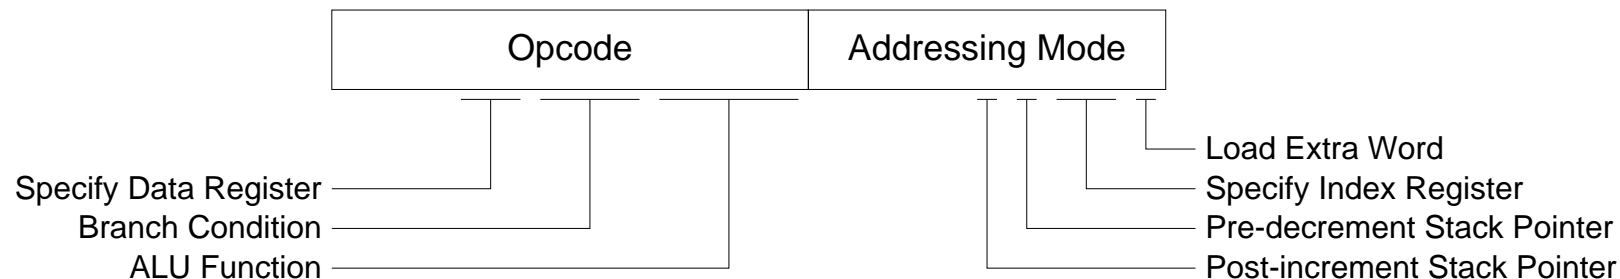 Opcode
Addressing Mode
Load Extra Word
Specify Data Register
Specify Index Register
Branch Condition
Pre-decrement Stack Pointer
ALU Function
Post-increment Stack Pointer